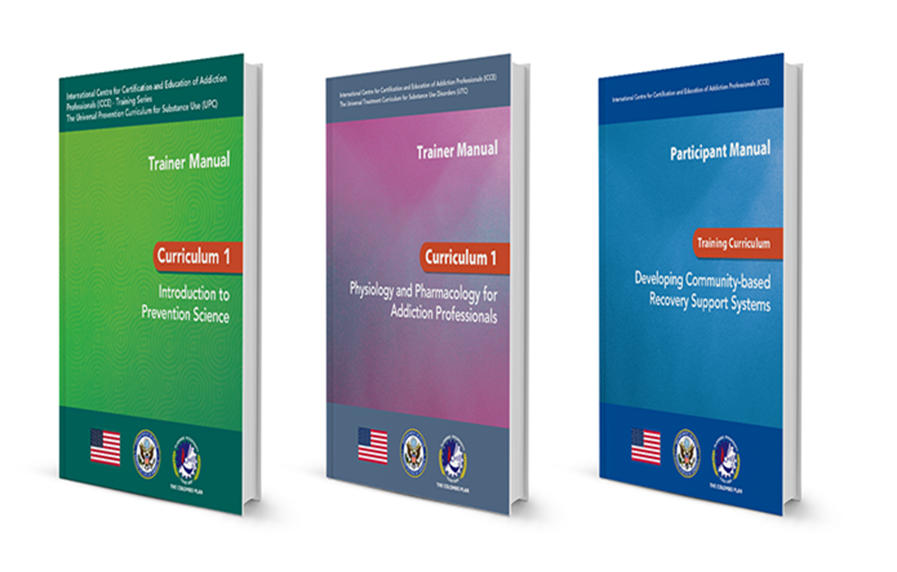 International Centre for Certification and Education of Addiction
Professionals (ICCE) - Training Series
The Universal Prevention Curriculum for Substance Use (UPC)
Trainer Manual
Curriculum 1
Introduction to
Prevention Science
THE COLOMBO PLAN
International Centre for Certification and Education of Addiction Professionals (ICCE)
The Universal Treatment Curriculum for Substance Use Disorders (UTC)
Trainer Manual
Curriculum 1
Physiology and Pharmacology for
Addiction Professionals
THE COLOMBO PLAN
International Centre for Certification and Education of Addiction Professionals (ICCE)
Participant Manual
Training Curriculum
Developing Community-based
Recovery Support Systems
THE COLOMBO PLAN